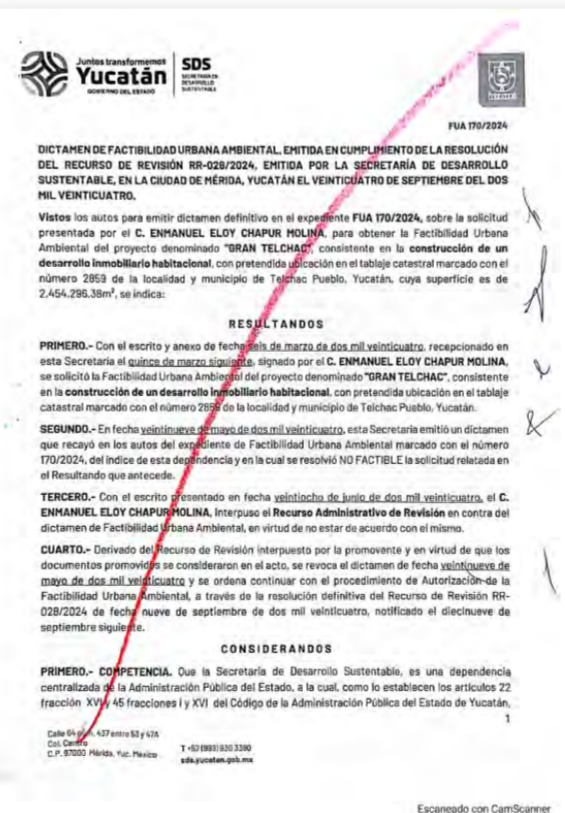 Juntos transformemos
Yucatán
GOBIERNO DEL ESTADO
SDS
SECRETARÍA DE
DESARROLLO
SUSTENTABLE
FUA 170/2024
DICTAMEN DE FACTIBILIDAD URBANA AMBIENTAL, EMITIDA EN CUMPLIMIENTO DE LA RESOLUCIÓN
DEL RECURSO DE REVISIÓN RR-028/2024, EMITIDA POR LA SECRETARÍA DE DESARROLLO
SUSTENTABLE, EN LA CIUDAD DE MÉRIDA, YUCATÁN EL VEINTICUATRO DE SEPTIEMBRE DEL DOS
MIL VEINTICUATRO.
Vistos los autos para emitir dictamen definitivo en el expediente FUA 170/2024, sobre la solicitud
presentada por el C. ENMANUEL ELOY CHAPUR MOLINA, para obtener la Factibilidad Urbana
Ambiental del proyecto denominado "GRAN TELCHAC", consistente en la construcción de un
desarrollo inmobiliario habitacional, con pretendida ubicación en el tablaje catastral marcado con el
número 2859 de la localidad y municipio de Telchac Pueblo, Yucatán, cuya superficie es de
2,454,296.38m², se indica:
RESULTANDOS
PRIMERO.- Con el escrito y anexo de fecha seis de marzo de dos mil veinticuatro, recepcionado en
esta Secretaria el quince de marzo siguiente, signado por el C. ENMANUEL ELOY CHAPUR MOLINA,
se solicitó la Factibilidad Urbana Ambiental del proyecto denominado "GRAN TELCHAC", consistente
en la construcción de un desarrollo inmobiliario habitacional, con pretendida ubicación en el tablaje
catastral marcado con el número 2859 de la localidad y municipio de Telchac Pueblo, Yucatán.
SEGUNDO.- En fecha veintinueve de mayo de dos mil veinticuatro, esta Secretaria emitió un dictamen
que recayó en los autos del expediente de Factibilidad Urbana Ambiental marcado con el número
170/2024, del índice de esta dependencia y en la cual se resolvió NO FACTIBLE la solicitud relatada en
el Resultando que antecede.
TERCERO.- Con el escrito presentado en fecha veintiocho de junio de dos mil veinticuatro, el C.
ENMANUEL ELOY CHAPUR MOLINA, Interpuso el Recurso Administrativo de Revisión en contra del
dictamen de Factibilidad Urbana Ambiental, en virtud de no estar de acuerdo con el mismo.
CUARTO.- Derivado del Recurso de Revisión interpuesto por la promovente y en virtud de que los
documentos promovidos se consideraron en el acto, se revoca el dictamen de fecha veintinueve de
mayo de dos mil veinticuatro y se ordena continuar con el procedimiento de Autorización de la
Factibilidad Urbana Ambiental, a través de la resolución definitiva del Recurso de Revisión RR-
028/2024 de fecha nueve de septiembre de dos mil veinticuatro, notificado el diecinueve de
septiembre siguiente.
CONSIDERANDOS
PRIMERO.- COMPETENCIA. Que la Secretaria de Desarrollo Sustentable, es una dependencia
centralizada de la Administración Pública del Estado, a la cual, como lo establecen los artículos 22
fracción XVI y 45 fracciones I y XVI del Código de la Administración Pública del Estado de Yucatán,
1
Calle 64 núm. 437 entre 53 y 47A
Col. Centro
C.P. 97000 Mérida, Yuc. México
T +52 (999) 930 3380
sds.yucatan.gob.mx
Escaneado con CamScanner